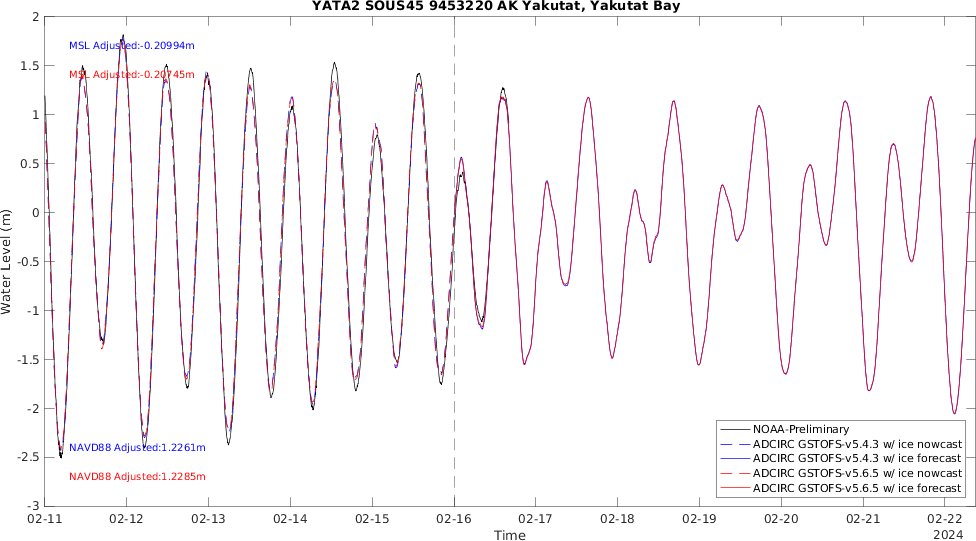 YATA2 SOUS45 9453220 AK Yakutat, Yakutat Bay
2
1.5
1
0.5
0
-0.5
-1
-1.5
-2
-2.5
-3
Water Level (m)
MSL Adjusted:-0.20994m
MSL Adjusted:-0.20745m
NAVD88 Adjusted:1.2261m
NAVD88 Adjusted:1.2285m
NOAA-Preliminary
ADCIRC GSTOFS-v5.4.3 w/ ice nowcast
ADCIRC GSTOFS-v5.4.3 w/ ice forecast
ADCIRC GSTOFS-v5.6.5 w/ ice nowcast
ADCIRC GSTOFS-v5.6.5 w/ ice forecast
02-11 02-12 02-13 02-14 02-15 02-16 02-17 02-18 02-19 02-20 02-21 02-22
Time
2024